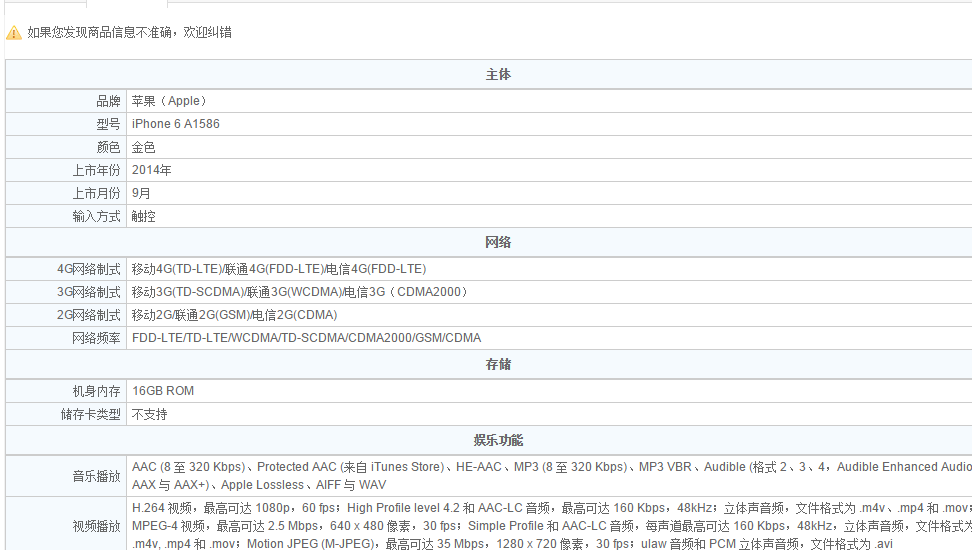 如果您发现商品信息不准确，欢迎纠错
主体
品牌 苹果（Apple）
型号 iPhone 6 A1586
颜色 金色
上市年份 2014年
上市月份 9月
输入方式 触控
网络
4G网络制式 移动4G(TD-LTE)/联通4G(FDD-LTE)/电信4G(FDD-LTE)
3G网络制式 移动3G(TD-SCDMA)/联通3G(WCDMA)/电信3G（CDMA2000）
2G网络制式 移动2G/联通2G(GSM)/电信2G(CDMA)
网络频率 FDD-LTE/TD-LTE/WCDMA/TD-SCDMA/CDMA2000/GSM/CDMA
存储
机身内存 16GB ROM
储存卡类型 不支持
娱乐功能
音乐播放 AAC (8 至 320 Kbps)、Protected AAC (来自 iTunes Store)、HE-AAC、MP3 (8 至 320 Kbps)、MP3 VBR、Audible (格式 2、3、4，Audible Enhanced Audio
AAX 与 AAX+)、Apple Lossless、AIFF 与 WAV
视频播放 H.264 视频，最高可达 1080p，60 fps；High Profile level 4.2 和 AAC-LC 音频，最高可达 160 Kbps，48kHz；立体声音频，文件格式为 .m4v、.mp4 和 .mov；
MPEG-4 视频，最高可达 2.5 Mbps，640 x 480 像素，30 fps；Simple Profile 和 AAC-LC 音频，每声道最高可达 160 Kbps，48kHz，立体声音频，文件格式为
.m4v, .mp4 和 .mov；Motion JPEG (M-JPEG)，最高可达 35 Mbps，1280 x 720 像素，30 fps；ulaw 音频和 PCM 立体声音频，文件格式为 .avi